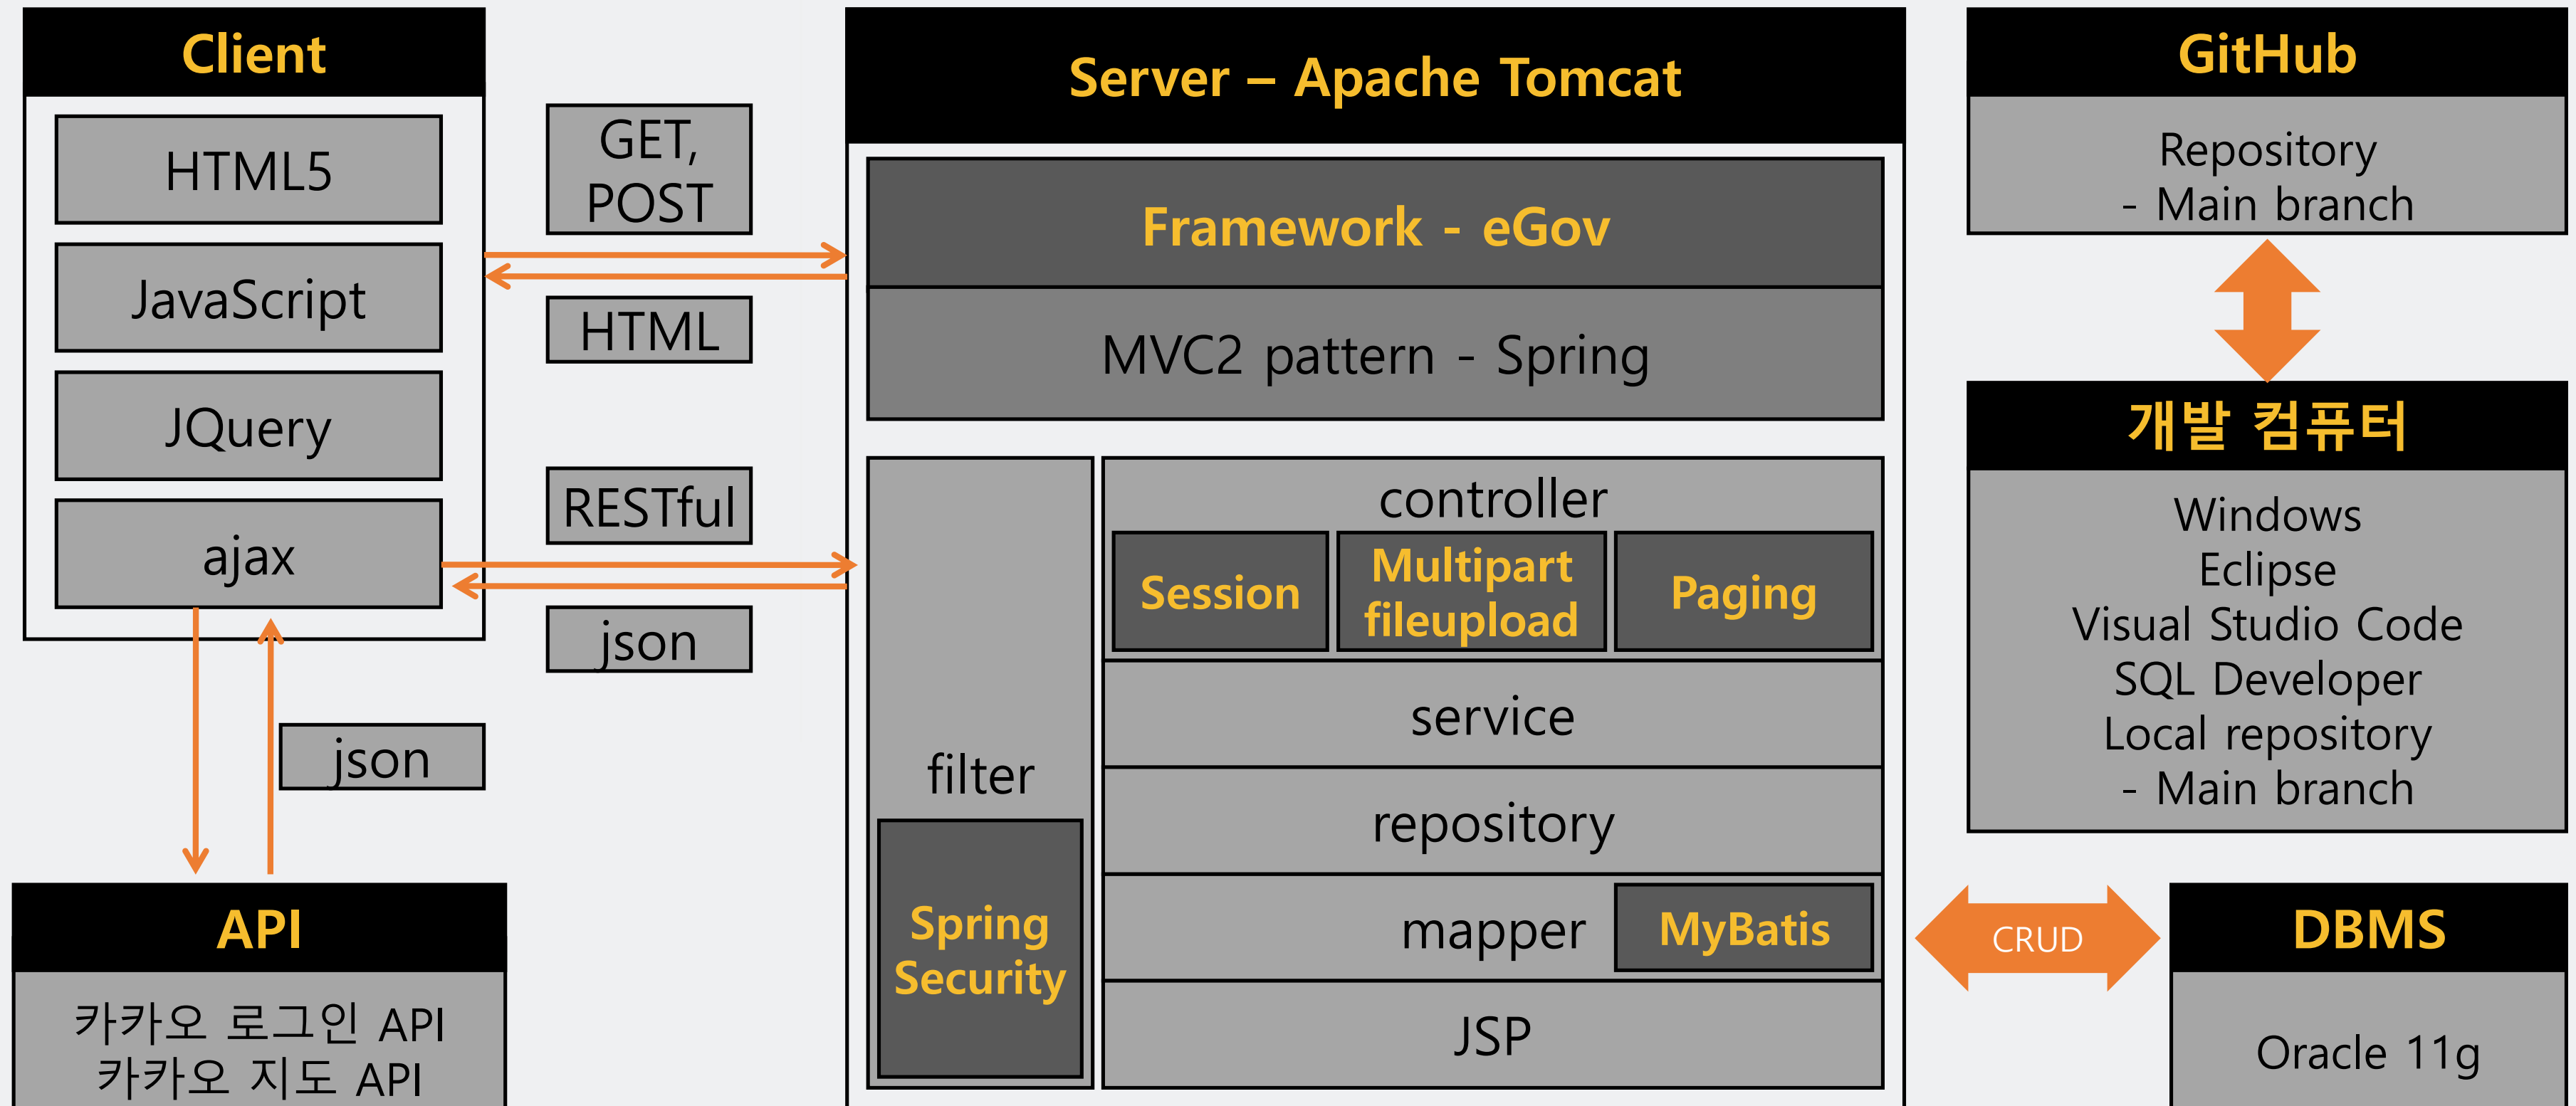 Client
HTML5
JavaScript
JQuery
ajax
GET,
POST
HTML
RESTful
json
json
API
카카오 로그인 API
카카오 지도 API
Server – Apache Tomcat
Framework - eGov
MVC2 pattern - Spring
filter
Spring
Security
controller
Session
Multipart
fileupload
Paging
service
repository
mapper
MyBatis
JSP
GitHub
Repository
- Main branch
개발 컴퓨터
Windows
Eclipse
Visual Studio Code
SQL Developer
Local repository
- Main branch
CRUD
DBMS
Oracle 11g